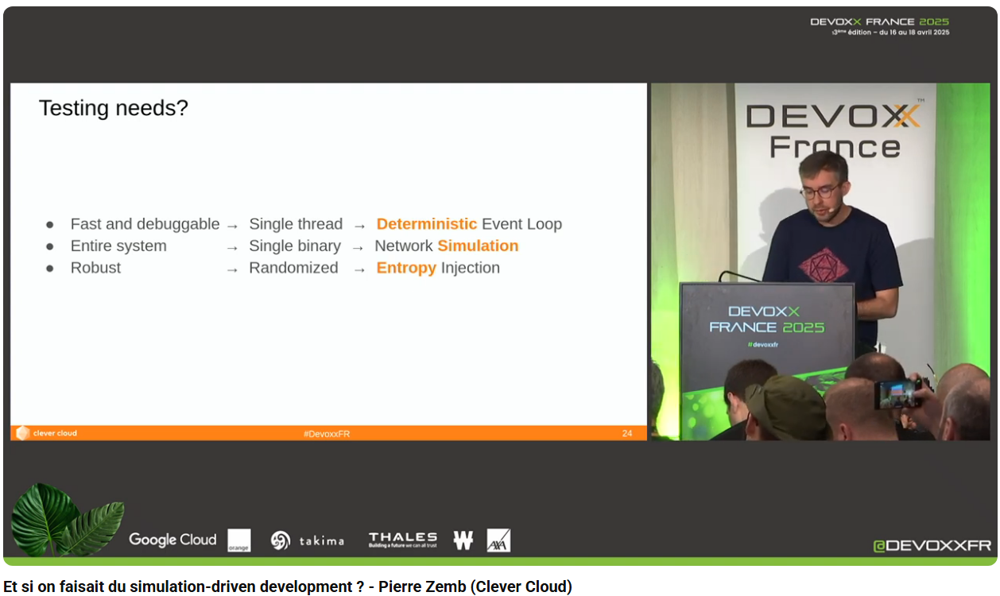 DEVOXX FRANCE 2025
13ème édition – du 16 au 18 avril 2025
Testing needs?
● Fast and debuggable → Single thread → Deterministic Event Loop
● Entire system → Single binary → Network Simulation
● Robust → Randomized → Entropy Injection
clever cloud #DevoxxFR 24
DEVOXX™
France
DEVOXX
FRANCE 2025
#devoxxfr
Google Cloud
orange
takima
THALES
Building a future we can all trust
W
AXA
@DEVOXXFR
Et si on faisait du simulation-driven development ? - Pierre Zemb (Clever Cloud)